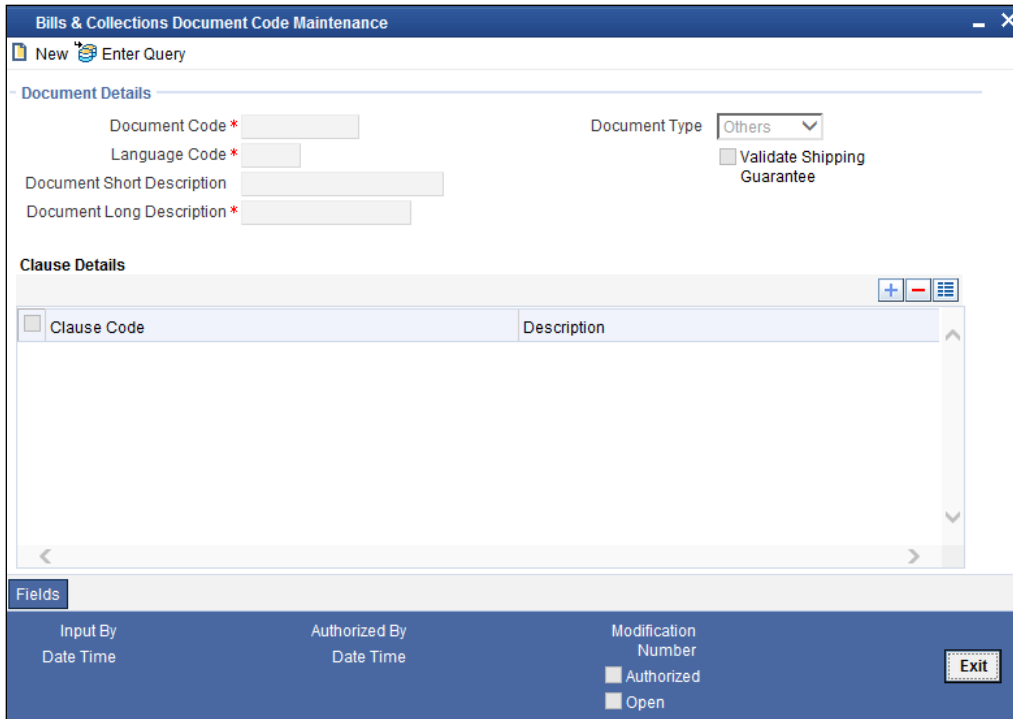 Bills & Collections Document Code Maintenance
New Enter Query
Document Details
Document Code *
Document Type Others
Language Code *
Validate Shipping
Guarantee
Document Short Description
Document Long Description *
Clause Details
Clause Code Description
Fields
Input By Authorized By Modification
Number
Date Time Date Time
Authorized
Open
Exit